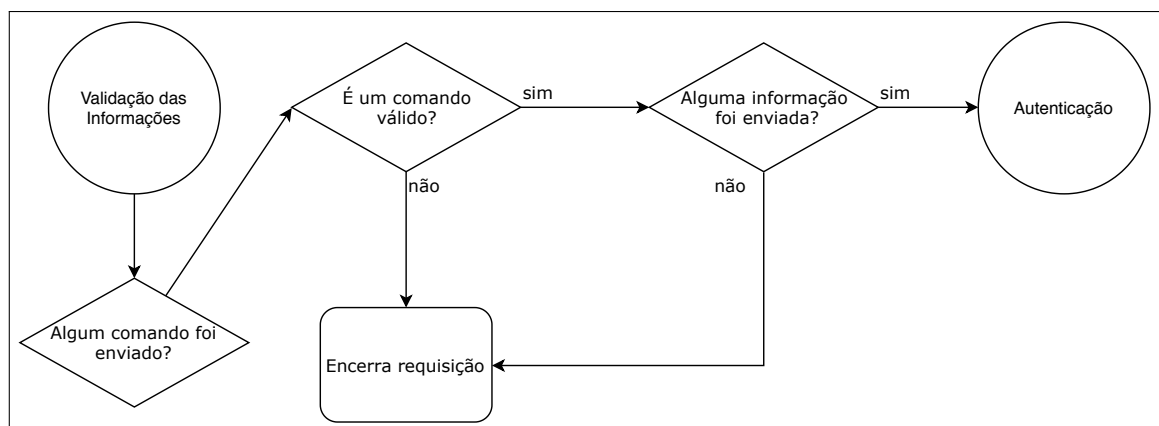 Validação das
Informações
Algum comando foi
enviado?
É um comando
válido?
sim
não
Alguma informação
foi enviada?
sim
não
Autenticação
Encerra requisição